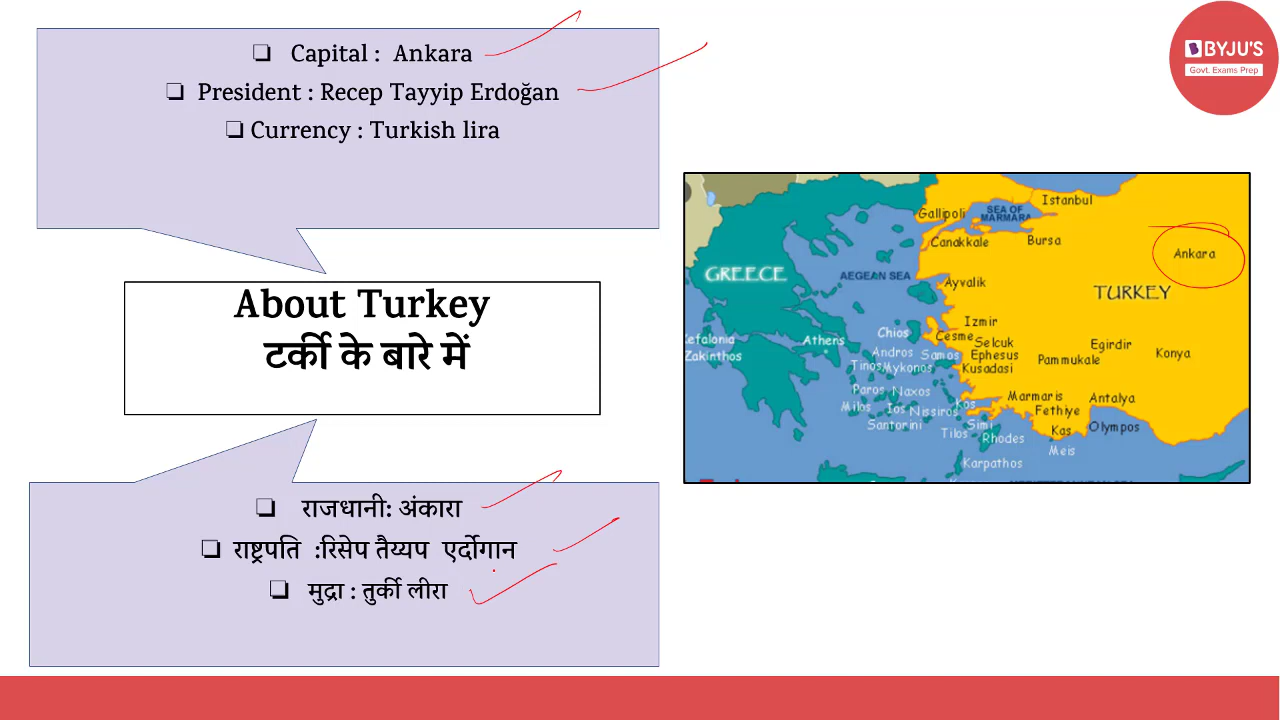 ❑ Capital : Ankara
❑ President : Recep Tayyip Erdoğan
❑ Currency : Turkish lira
BYJU'S
Govt. Exams Prep
About Turkey
टर्की के बारे में
❑ राजधानी: अंकारा
❑ राष्ट्रपति :रिसेप तैय्यप एर्दोगान
❑ मुद्रा : तुर्की लीरा
Istanbul
Gallipoli
SEA OF
MARMARA
Canakkale
Bursa
Ankara
GREECE
AEGEAN SEA
Ayvalik
TURKEY
Izmir
Chios
Cesme
Selcuk
Athens
Egirdir
Zakinthos
Andros
Samos
Ephesus
Pammukale
Konya
Tinos
Mykonos
Kusadasi
Paros
Naxos
Marmaris
Antalya
Milos
Ios
Nissiros
Kos
Fethiye
Santorini
Simi
Kas
Olympos
Tilos
Rhodes
Meis
Karpathos